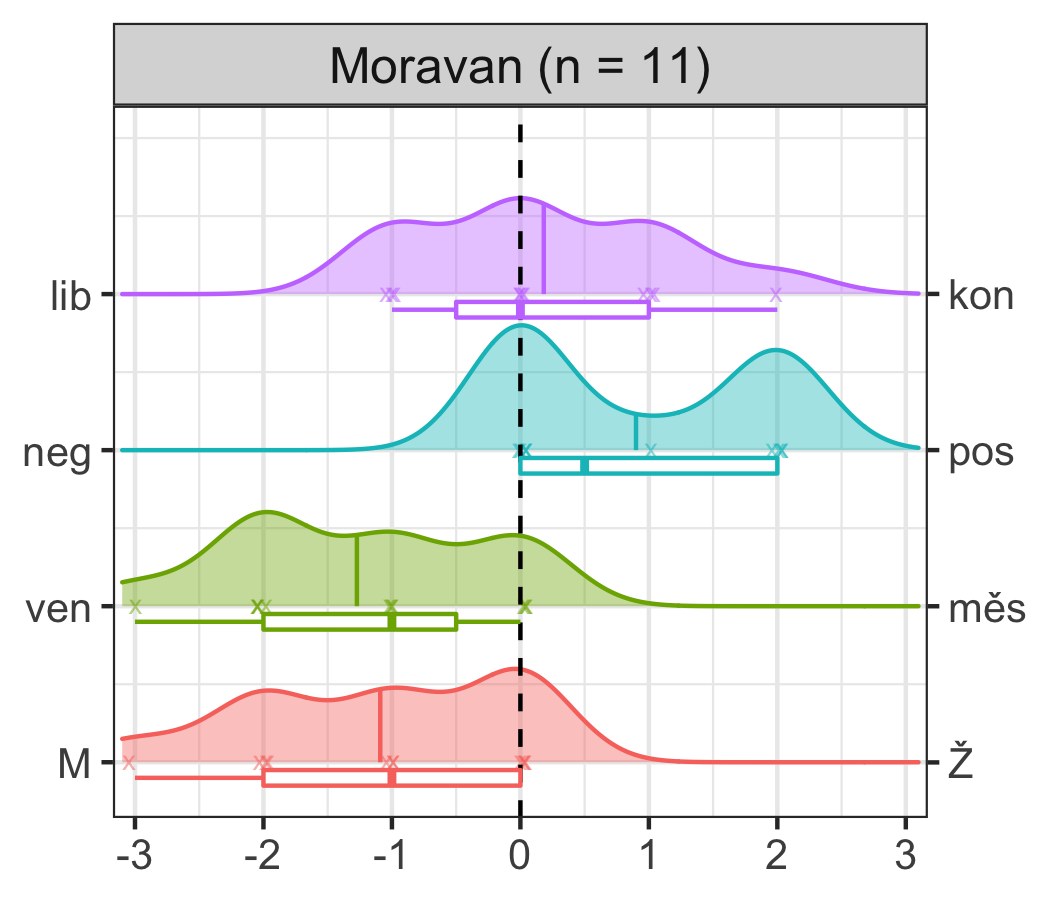 Moravan (n = 11)
lib kon
neg pos
ven měs
M Ž
-3 -2 -1 0 1 2 3